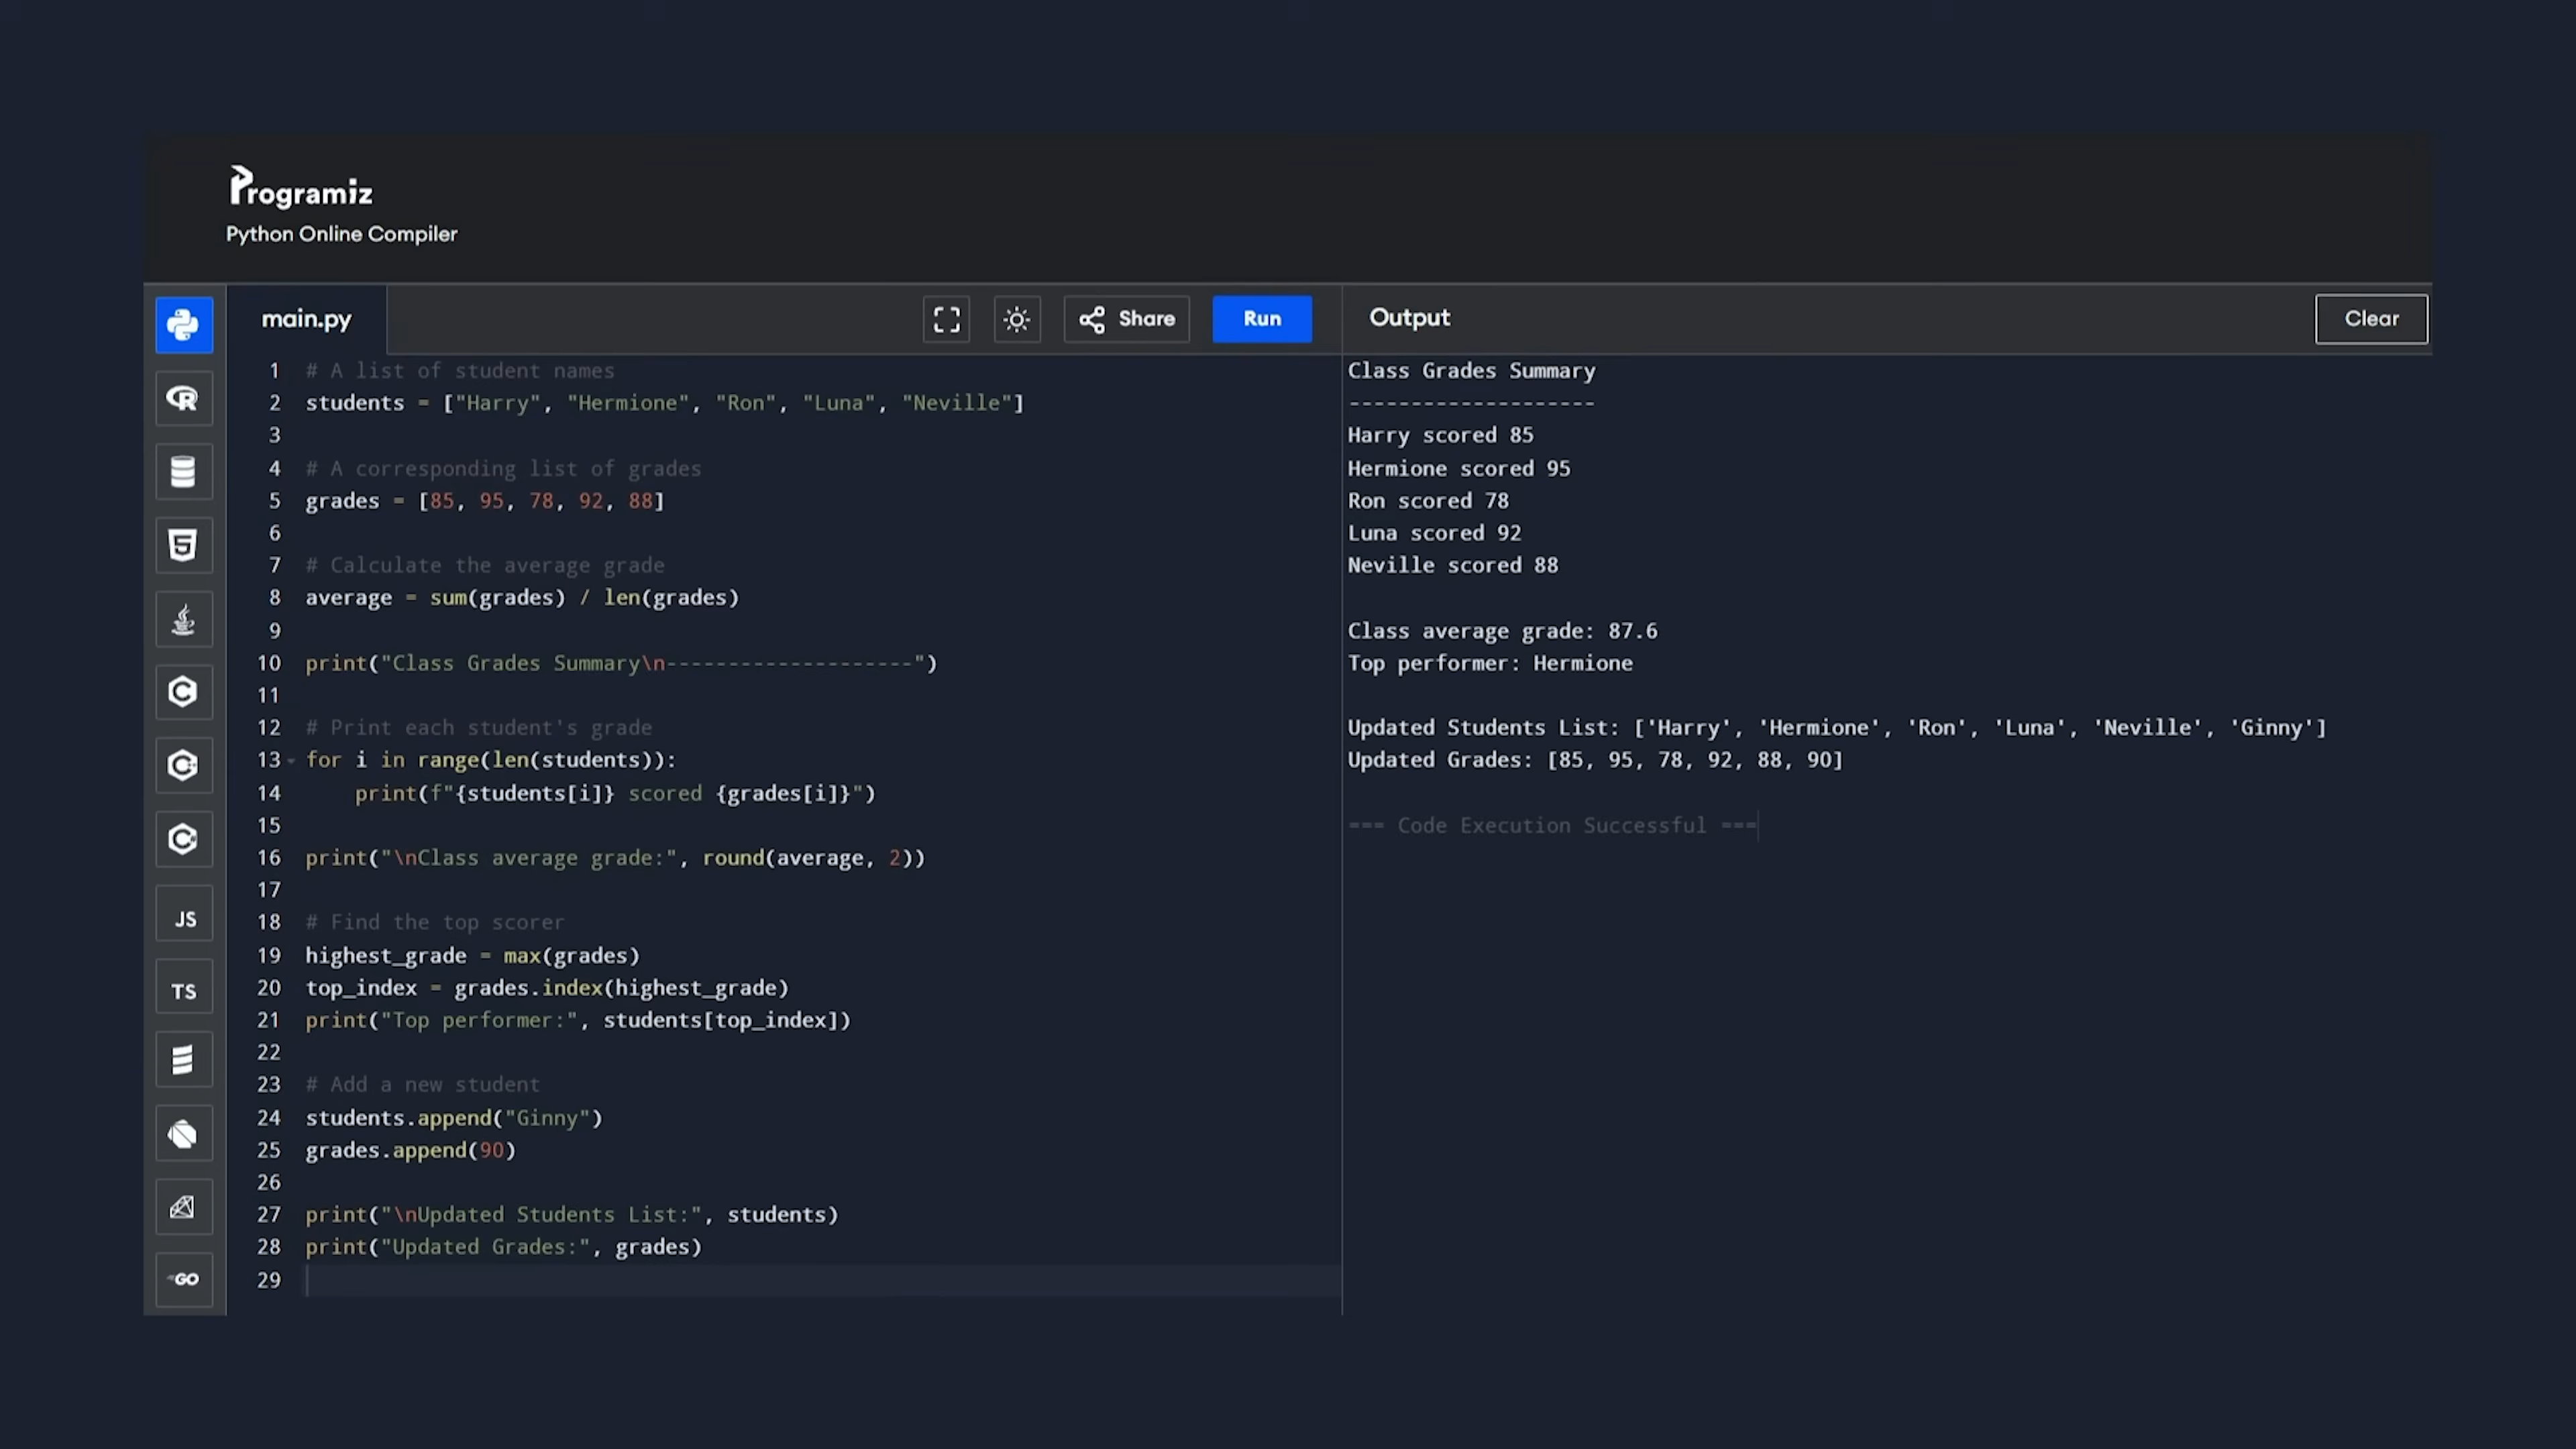 Programiz
Python Online Compiler
main.py
Share
Run
Output
Clear
1 # A list of student names
2 students = ["Harry", "Hermione", "Ron", "Luna", "Neville"]
3
4 # A corresponding list of grades
5 grades = [85, 95, 78, 92, 88]
6
7 # Calculate the average grade
8 average = sum(grades) / len(grades)
9
10 print("Class Grades Summary\n--------------------")
11
12 # Print each student's grade
13 for i in range(len(students)):
14     print(f"{students[i]} scored {grades[i]}")
15
16 print("\nClass average grade:", round(average, 2))
17
18 # Find the top scorer
19 highest_grade = max(grades)
20 top_index = grades.index(highest_grade)
21 print("Top performer:", students[top_index])
22
23 # Add a new student
24 students.append("Ginny")
25 grades.append(90)
26
27 print("\nUpdated Students List:", students)
28 print("Updated Grades:", grades)
29
Class Grades Summary
--------------------
Harry scored 85
Hermione scored 95
Ron scored 78
Luna scored 92
Neville scored 88
Class average grade: 87.6
Top performer: Hermione
Updated Students List: ['Harry', 'Hermione', 'Ron', 'Luna', 'Neville', 'Ginny']
Updated Grades: [85, 95, 78, 92, 88, 90]
=== Code Execution Successful ===
R
5
C
C
C
JS
TS
GO